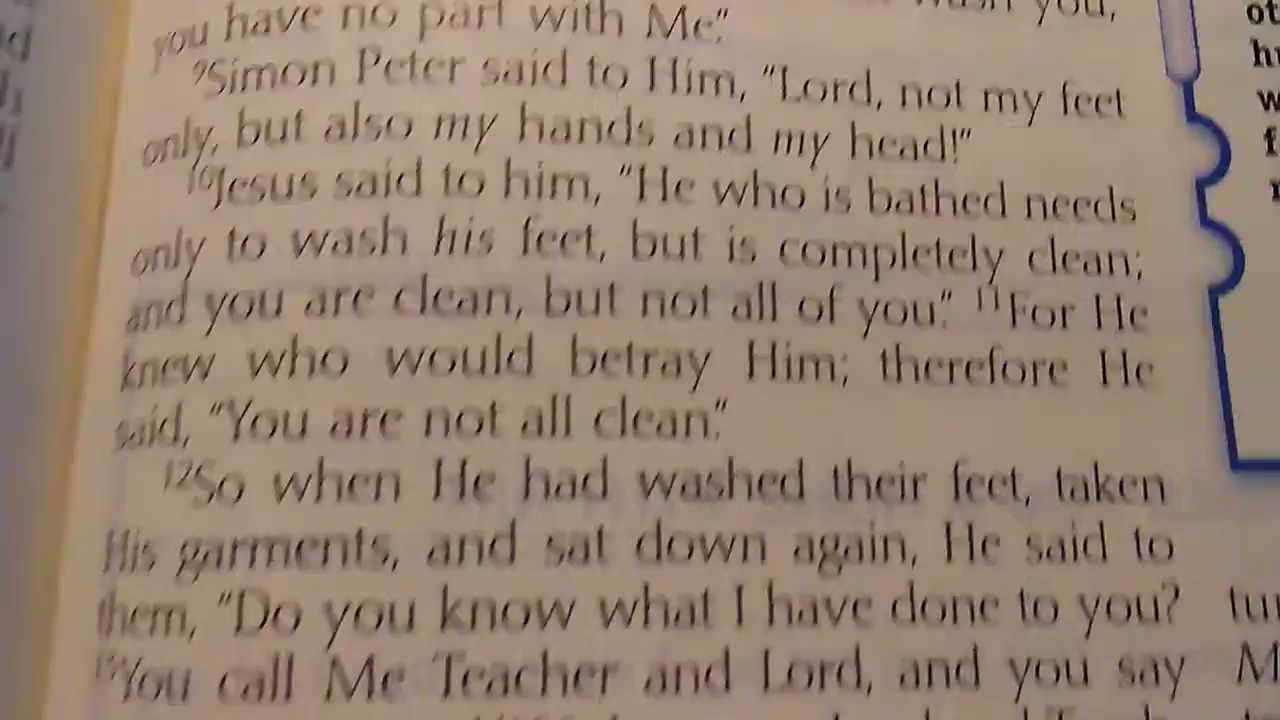 wash you,
you have no part with Me."
9Simon Peter said to Him, "Lord, not my feet
only, but also my hands and my head!"
10Jesus said to him, "He who is bathed needs
only to wash his feet, but is completely clean;
and you are clean, but not all of you." 11For He
knew who would betray Him; therefore He
said, "You are not all clean."
12So when He had washed their feet, taken
His garments, and sat down again, He said to
them, "Do you know what I have done to you?
13You call Me Teacher and Lord, and you say